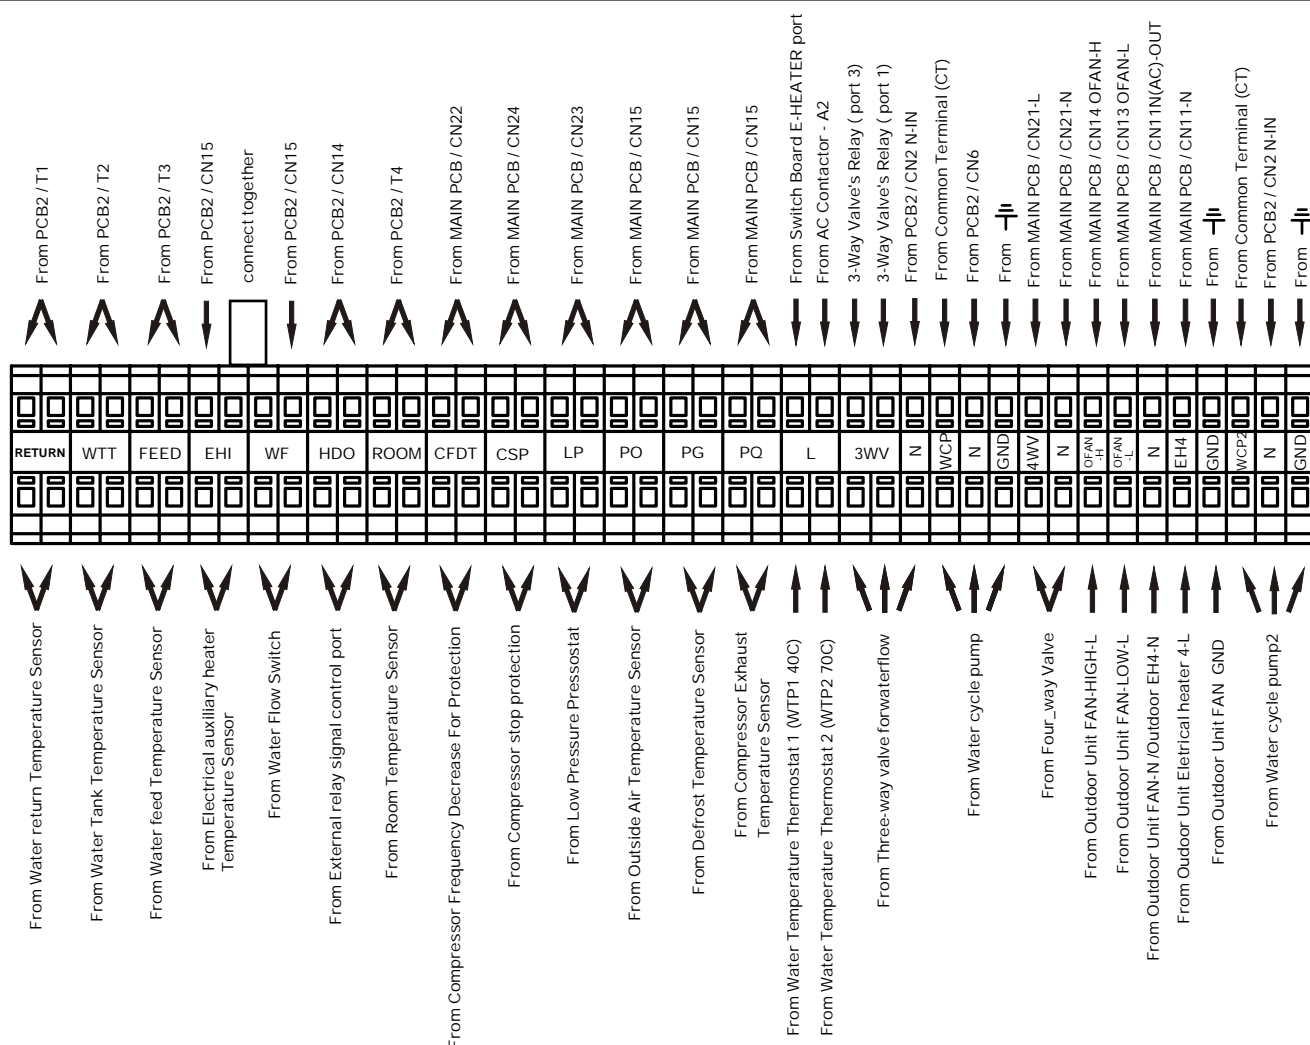 From PCB2 / T1
From PCB2 / T2
From PCB2 / T3
From PCB2 / CN15
connect together
From PCB2 / CN15
From PCB2 / CN14
From PCB2 / T4
From MAIN PCB / CN22
From MAIN PCB / CN24
From MAIN PCB / CN23
From MAIN PCB / CN15
From MAIN PCB / CN15
From MAIN PCB / CN15
From Switch Board E-HEATER port
From AC Contactor - A2
3-Way Valve's Relay ( port 3)
3-Way Valve's Relay ( port 1)
From PCB2 / CN2 N-IN
From Common Terminal (CT)
From PCB2 / CN6
From
From MAIN PCB / CN21-L
From MAIN PCB / CN21-N
From MAIN PCB / CN14 OFAN-H
From MAIN PCB / CN13 OFAN-L
From MAIN PCB / CN11N(AC)-OUT
From MAIN PCB / CN11-N
From
From Common Terminal (CT)
From PCB2 / CN2 N-IN
From
RETURN
WTT
FEED
EHI
WF
HDO
ROOM
CFDT
CSP
LP
PO
PG
PQ
L
3WV
N
WCP
N
GND
4WV
N
OFAN
-H
OFAN
-L
N
EH4
GND
WCP2
N
GND
From Water return Temperature Sensor
From Water Tank Temperature Sensor
From Water feed Temperature Sensor
From Electrical auxiliary heater
Temperature Sensor
From Water Flow Switch
From External relay signal control port
From Room Temperature Sensor
From Compressor Frequency Decrease For Protection
From Compressor stop protection
From Low Pressure Pressostat
From Outside Air Temperature Sensor
From Defrost Temperature Sensor
From Compressor Exhaust
Temperature Sensor
From Water Temperature Thermostat 1 (WTP1 40C)
From Water Temperature Thermostat 2 (WTP2 70C)
From Three-way valve forwaterflow
From Water cycle pump
From Four_way Valve
From Outdoor Unit FAN-HIGH-L
From Outdoor Unit FAN-LOW-L
From Outdoor Unit FAN-N /Outdoor EH4-N
From Oudoor Unit Eletrical heater 4-L
From Outdoor Unit FAN GND
From Water cycle pump2